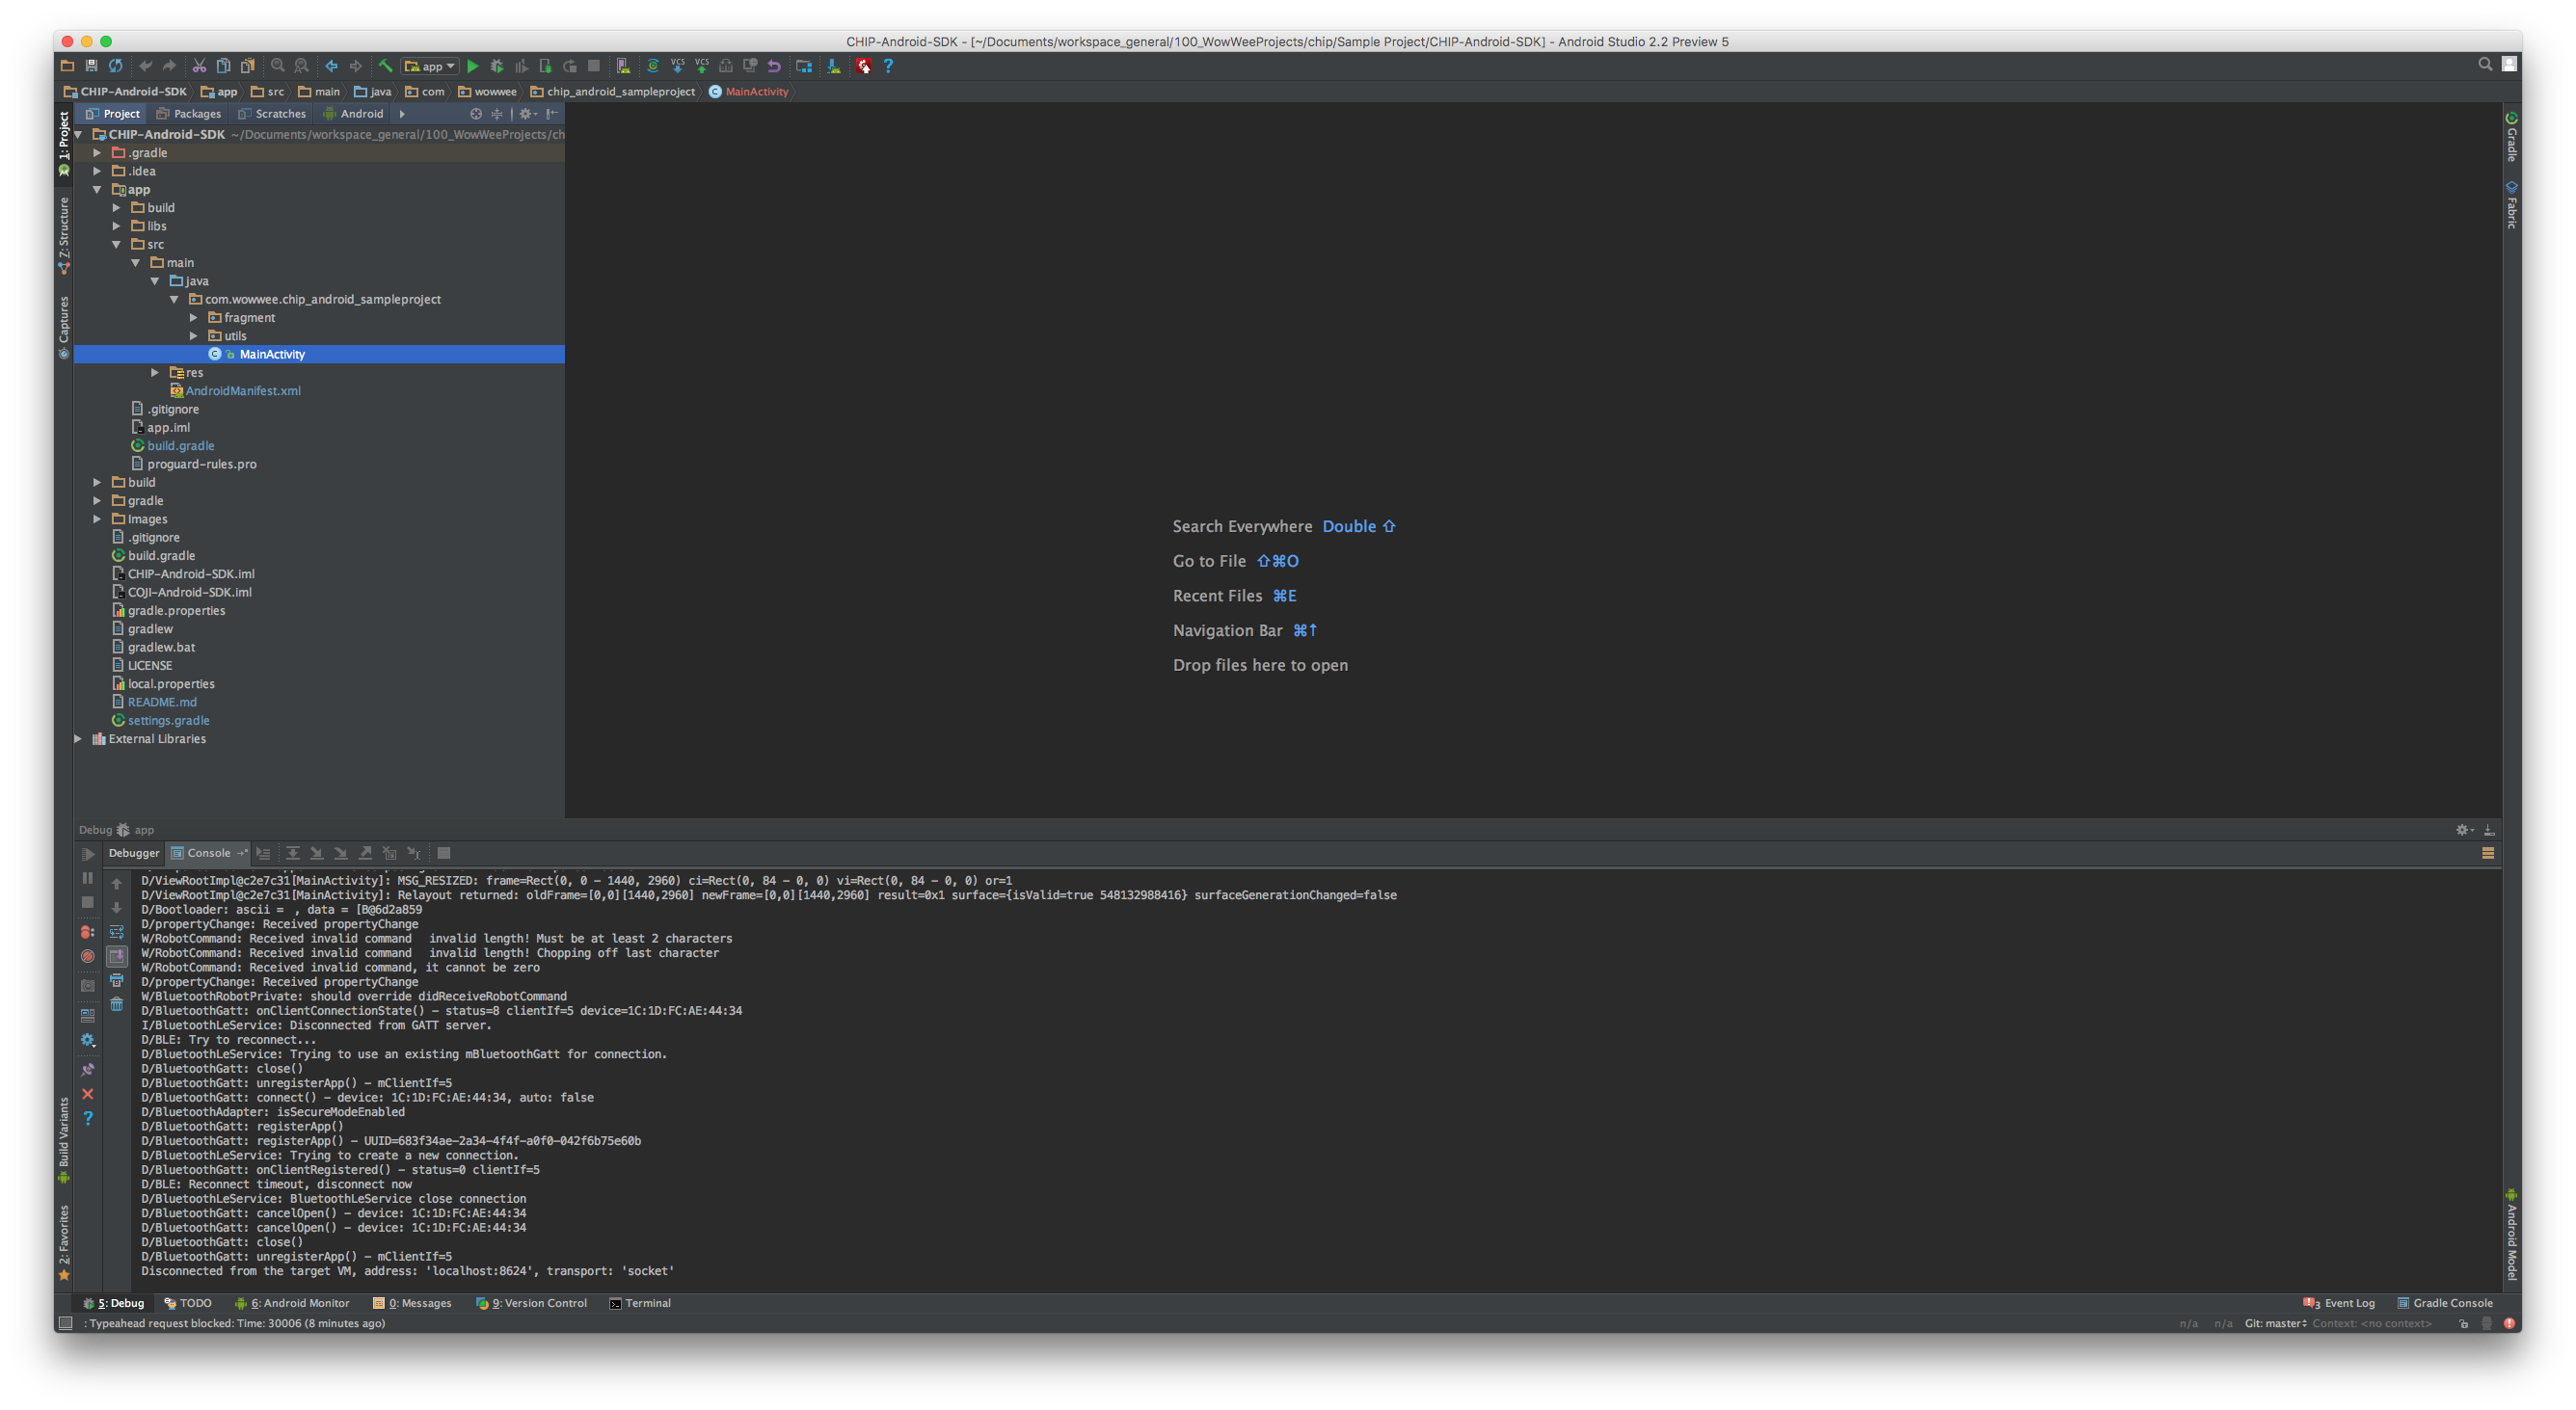 CHIP-Android-SDK - [~/Documents/workspace_general/100_WowWeeProjects/chip/Sample Project/CHIP-Android-SDK] - Android Studio 2.2 Preview 5
app VCS VCS ?
CHIP-Android-SDK app src main java com wowwee chip_android_sampleproject MainActivity
Project Packages Scratches Android
CHIP-Android-SDK ~/Documents/workspace_general/100_WowWeeProjects/ch
.gradle
.idea
app
build
libs
src
main
java
com.wowwee.chip_android_sampleproject
fragment
utils
MainActivity
res
AndroidManifest.xml
.gitignore
app.iml
build.gradle
proguard-rules.pro
build
gradle
Images
.gitignore
build.gradle
CHIP-Android-SDK.iml
COJI-Android-SDK.iml
gradle.properties
gradlew
gradlew.bat
LICENSE
local.properties
README.md
settings.gradle
External Libraries
1: Project
Z: Structure
Captures
Build Variants
2: Favorites
Gradle
Fabric
Android Model
Search Everywhere Double ⇧
Go to File ⇧⌘O
Recent Files ⌘E
Navigation Bar ⌘↑
Drop files here to open
Debug app
Debugger Console
D/ViewRootImpl@c2e7c31[MainActivity]: MSG_RESIZED: frame=Rect(0, 0 - 1440, 2960) ci=Rect(0, 84 - 0, 0) vi=Rect(0, 84 - 0, 0) or=1
D/ViewRootImpl@c2e7c31[MainActivity]: Relayout returned: oldFrame=[0,0][1440,2960] newFrame=[0,0][1440,2960] result=0x1 surface={isValid=true 548132988416} surfaceGenerationChanged=false
D/Bootloader: ascii = , data = [B@6d2a859
D/propertyChange: Received propertyChange
W/RobotCommand: Received invalid command invalid length! Must be at least 2 characters
W/RobotCommand: Received invalid command invalid length! Chopping off last character
W/RobotCommand: Received invalid command, it cannot be zero
D/propertyChange: Received propertyChange
W/BluetoothRobotPrivate: should override didReceiveRobotCommand
D/BluetoothGatt: onClientConnectionState() - status=8 clientIf=5 device=1C:1D:FC:AE:44:34
I/BluetoothLeService: Disconnected from GATT server.
D/BLE: Try to reconnect...
D/BluetoothLeService: Trying to use an existing mBluetoothGatt for connection.
D/BluetoothGatt: close()
D/BluetoothGatt: unregisterApp() - mClientIf=5
D/BluetoothGatt: connect() - device: 1C:1D:FC:AE:44:34, auto: false
D/BluetoothAdapter: isSecureModeEnabled
D/BluetoothGatt: registerApp()
D/BluetoothGatt: registerApp() - UUID=683f34ae-2a34-4f4f-a0f0-042f6b75e60b
D/BluetoothLeService: Trying to create a new connection.
D/BluetoothGatt: onClientRegistered() - status=0 clientIf=5
D/BLE: Reconnect timeout, disconnect now
D/BluetoothLeService: BluetoothLeService close connection
D/BluetoothGatt: cancelOpen() - device: 1C:1D:FC:AE:44:34
D/BluetoothGatt: cancelOpen() - device: 1C:1D:FC:AE:44:34
D/BluetoothGatt: close()
D/BluetoothGatt: unregisterApp() - mClientIf=5
Disconnected from the target VM, address: 'localhost:8624', transport: 'socket'
5: Debug TODO 6: Android Monitor 0: Messages 9: Version Control Terminal 3 Event Log Gradle Console
: Typeahead request blocked: Time: 30006 (8 minutes ago) n/a n/a Git: master Context: <no context>